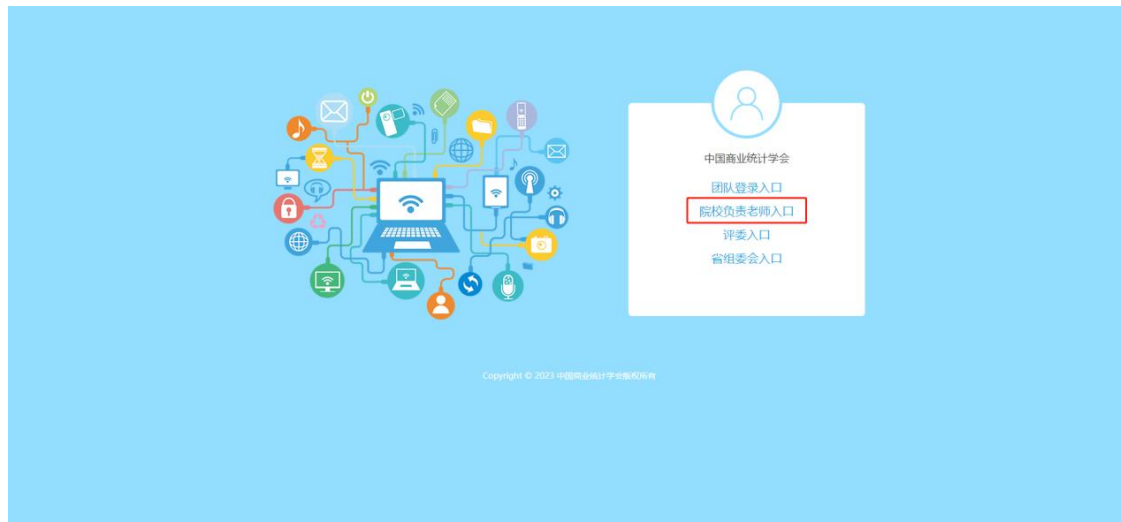 中国商业统计学会
团队登录入口
院校负责老师入口
评委入口
省组委会入口
Copyright © 2023 中国商业统计学会版权所有